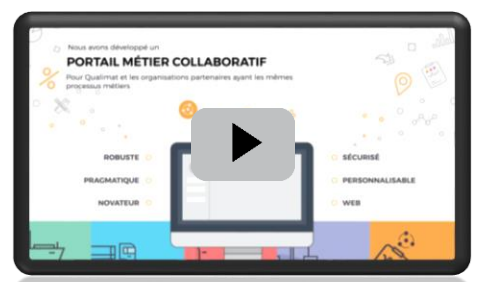 Nous avons développé un
PORTAIL MÉTIER COLLABORATIF
Pour Qualimat et les organisations partenaires ayant les mêmes
processus métiers
ROBUSTE
SÉCURISÉ
PRAGMATIQUE
PERSONNALISABLE
NOVATEUR
WEB